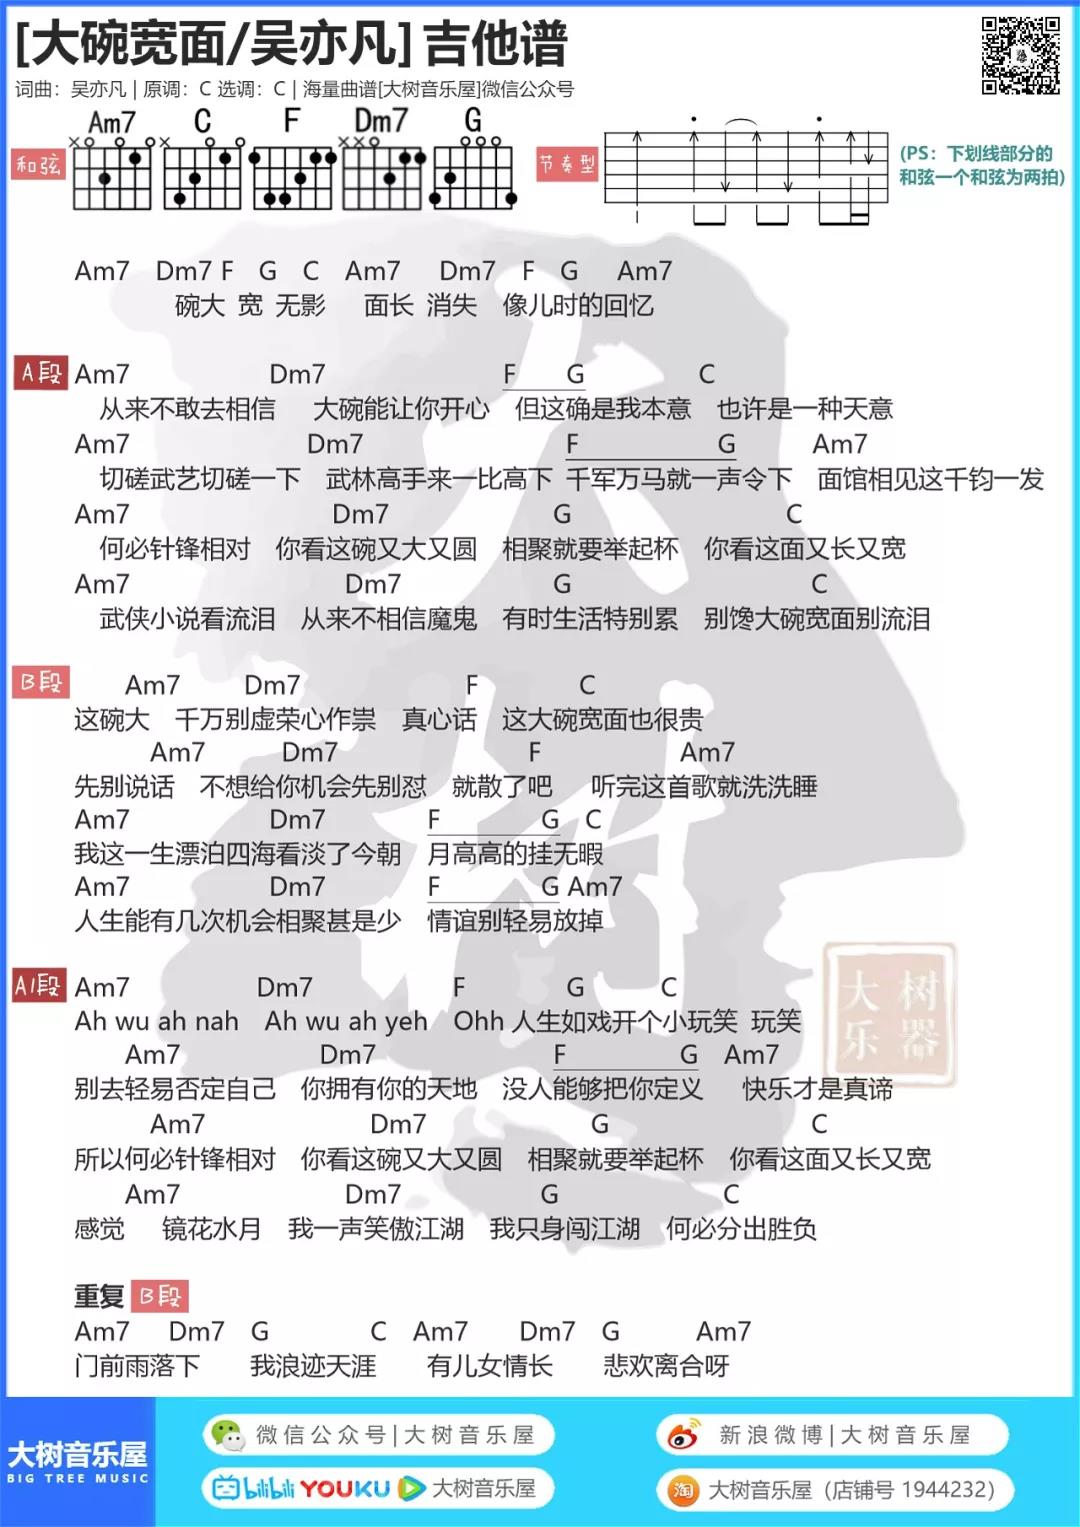 [大碗宽面/吴亦凡] 吉他谱
词曲：吴亦凡 | 原调：C 选调：C | 海量曲谱[大树音乐屋]微信公众号
和弦 Am7 C F Dm7 G 节奏型
(PS：下划线部分的
和弦一个和弦为两拍)
Am7 Dm7 F G C Am7 Dm7 F G Am7
碗大 宽 无影 面长 消失 像儿时的回忆
A段 Am7 Dm7 F G C
从来不敢去相信 大碗能让你开心 但这确是我本意 也许是一种天意
Am7 Dm7 F G Am7
切磋武艺切磋一下 武林高手来一比高下 千军万马就一声令下 面馆相见这千钧一发
Am7 Dm7 G C
何必针锋相对 你看这碗又大又圆 相聚就要举起杯 你看这面又长又宽
Am7 Dm7 G C
武侠小说看流泪 从来不相信魔鬼 有时生活特别累 别馋大碗宽面别流泪
B段 Am7 Dm7 F C
这碗大 千万别虚荣心作祟 真心话 这大碗宽面也很贵
Am7 Dm7 F Am7
先别说话 不想给你机会先别怼 就散了吧 听完这首歌就洗洗睡
Am7 Dm7 F G C
我这一生漂泊四海看淡了今朝 月高高的挂无暇
Am7 Dm7 F G Am7
人生能有几次机会相聚甚是少 情谊别轻易放掉
A1段 Am7 Dm7 F G C
Ah wu ah nah Ah wu ah yeh Ohh 人生如戏开个小玩笑 玩笑
Am7 Dm7 F G Am7
别去轻易否定自己 你拥有你的天地 没人能够把你定义 快乐才是真谛
Am7 Dm7 G C
所以何必针锋相对 你看这碗又大又圆 相聚就要举起杯 你看这面又长又宽
Am7 Dm7 G C
感觉 镜花水月 我一声笑傲江湖 我只身闯江湖 何必分出胜负
重复 B段
Am7 Dm7 G C Am7 Dm7 G Am7
门前雨落下 我浪迹天涯 有儿女情长 悲欢离合呀
大树
大树
乐器
大树音乐屋
BIG TREE MUSIC
微信公众号|大树音乐屋
新浪微博|大树音乐屋
bilibili YOUKU 大树音乐屋
淘 大树音乐屋（店铺号 1944232）